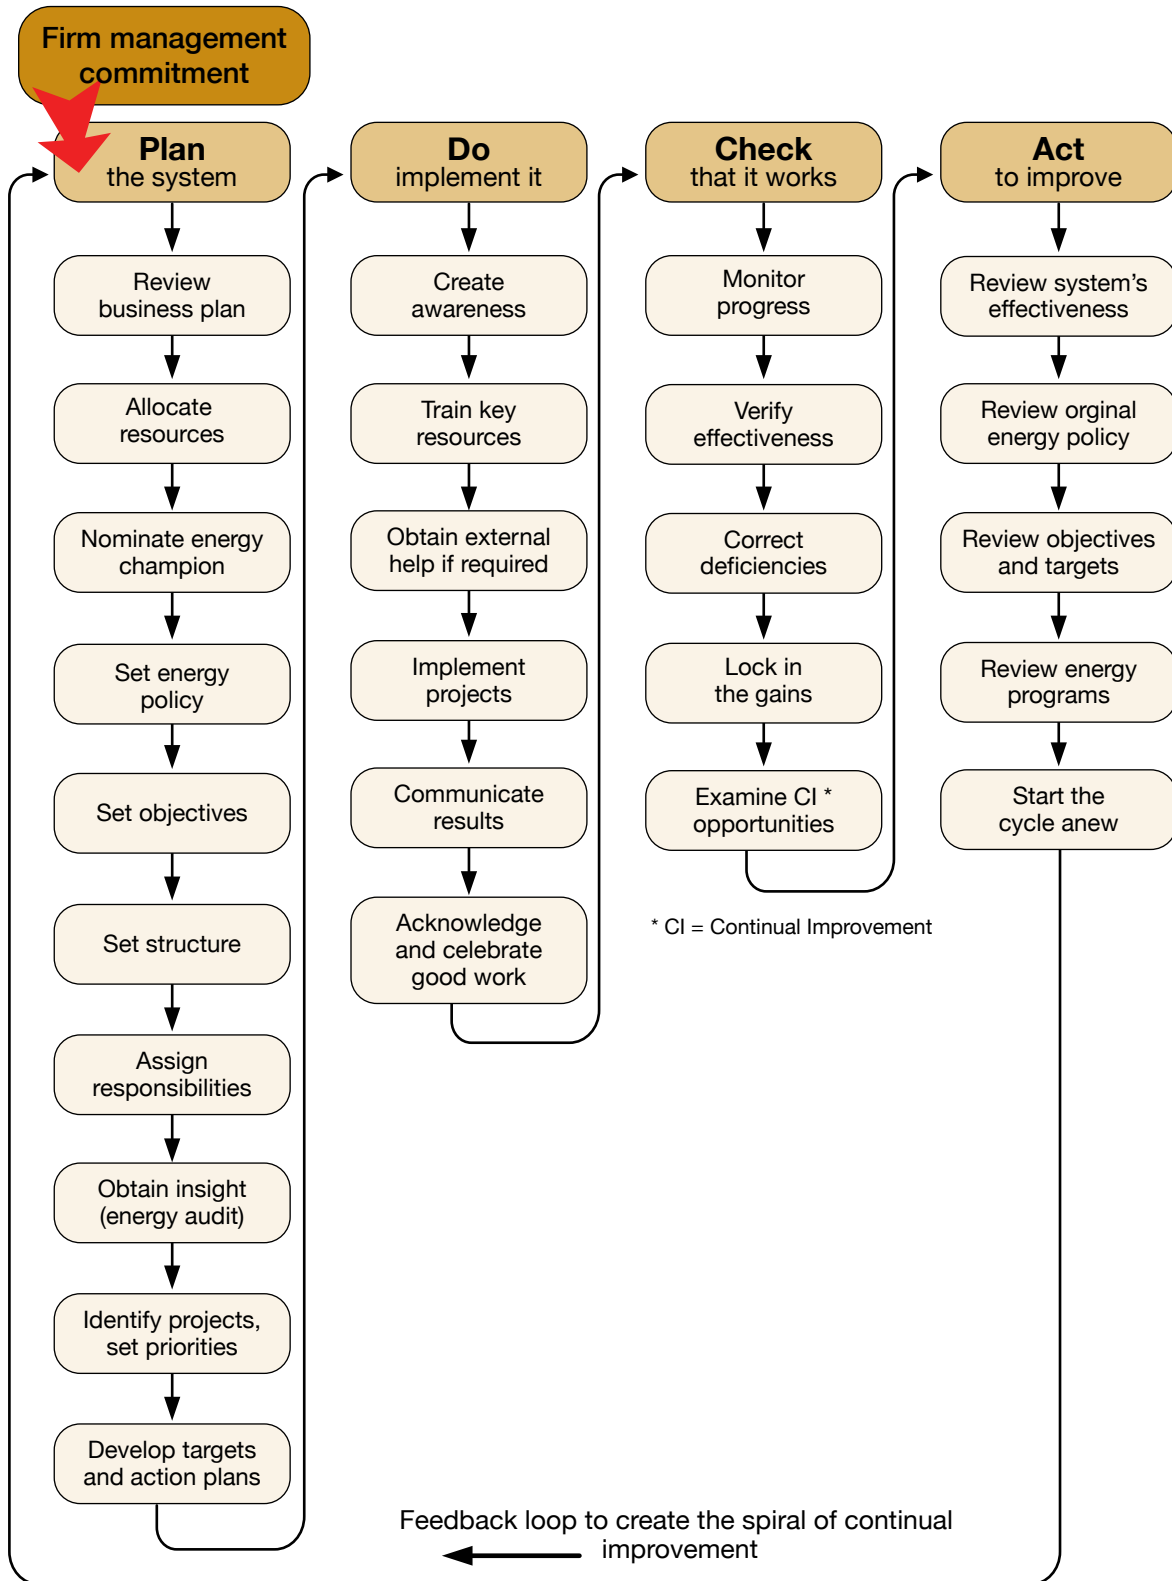 Firm management
commitment
Plan
the system
Review
business plan
Allocate
resources
Nominate energy
champion
Set energy
policy
Set objectives
Set structure
Assign
responsibilities
Obtain insight
(energy audit)
Identify projects,
set priorities
Develop targets
and action plans
Do
implement it
Create
awareness
Train key
resources
Obtain external
help if required
Implement
projects
Communicate
results
Acknowledge
and celebrate
good work
Check
that it works
Monitor
progress
Verify
effectiveness
Correct
deficiencies
Lock in
the gains
Examine CI *
opportunities
* CI = Continual Improvement
Act
to improve
Review system’s
effectiveness
Review orginal
energy policy
Review objectives
and targets
Review energy
programs
Start the
cycle anew
Feedback loop to create the spiral of continual
improvement